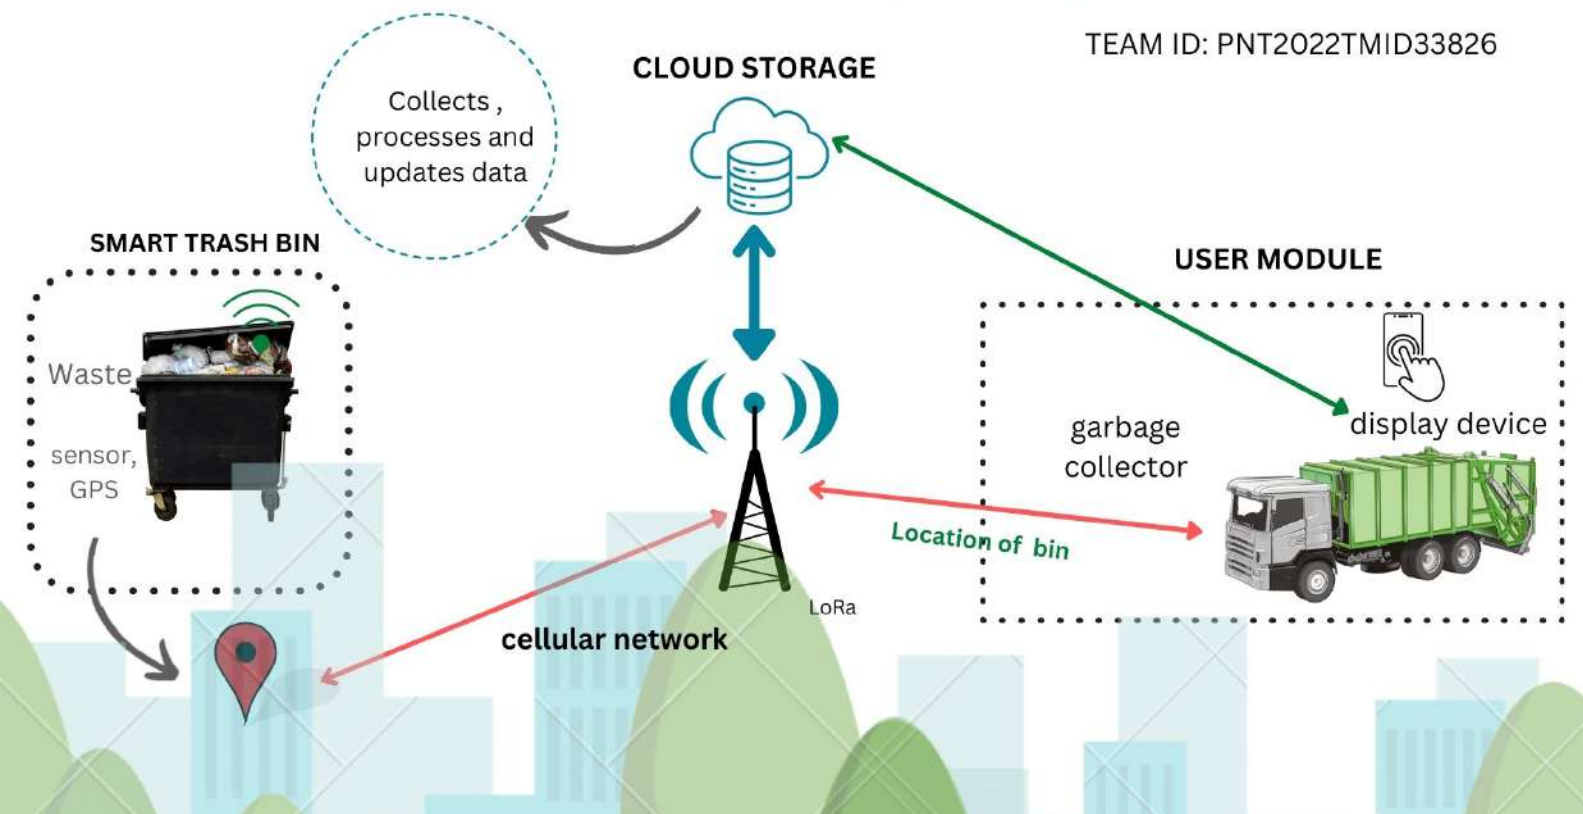 TEAM ID: PNT2022TMID33826
CLOUD STORAGE
Collects ,
processes and
updates data
SMART TRASH BIN
Waste
sensor,
GPS
USER MODULE
display device
garbage
collector
Location of bin
LoRa
cellular network